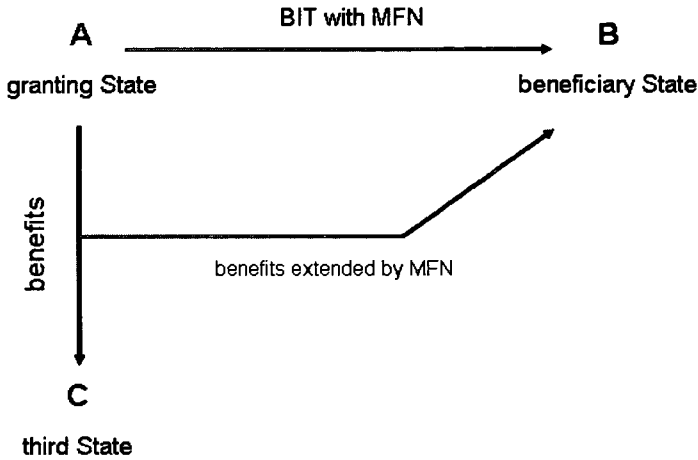 BIT with MFN
A
B
granting State
beneficiary State
benefits
benefits extended by MFN
C
third State